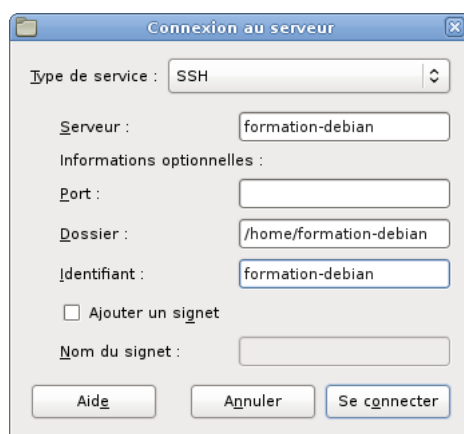 Connexion au serveur
Type de service : SSH
Serveur : formation-debian
Informations optionnelles :
Port :
Dossier : /home/formation-debian
Identifiant : formation-debian
Ajouter un signet
Nom du signet :
Aide Annuler Se connecter